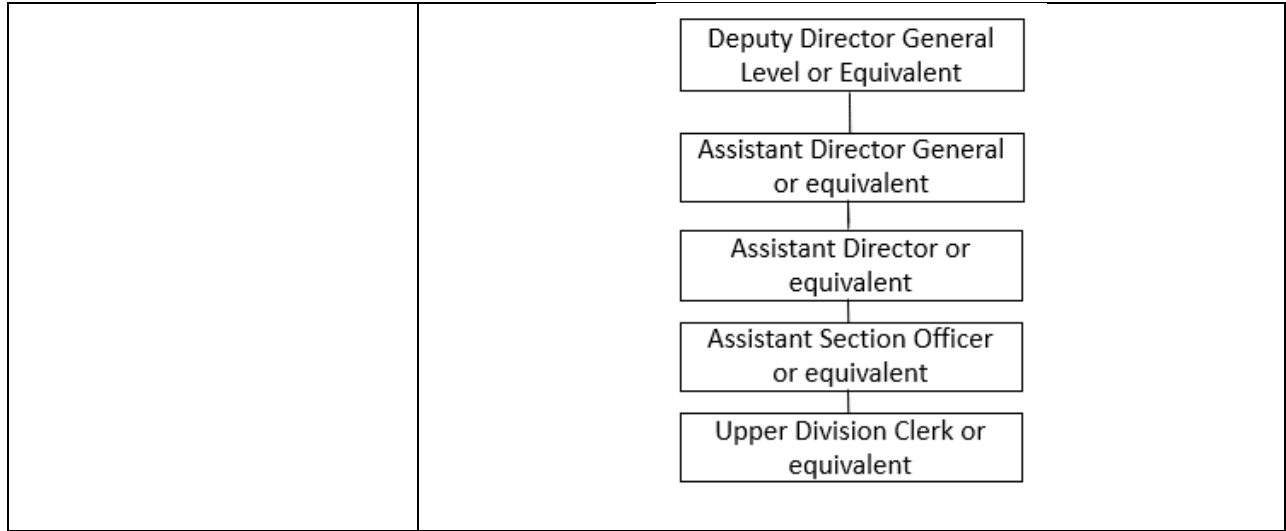 Deputy Director General
Level or Equivalent
Assistant Director General
or equivalent
Assistant Director or
equivalent
Assistant Section Officer
or equivalent
Upper Division Clerk or
equivalent